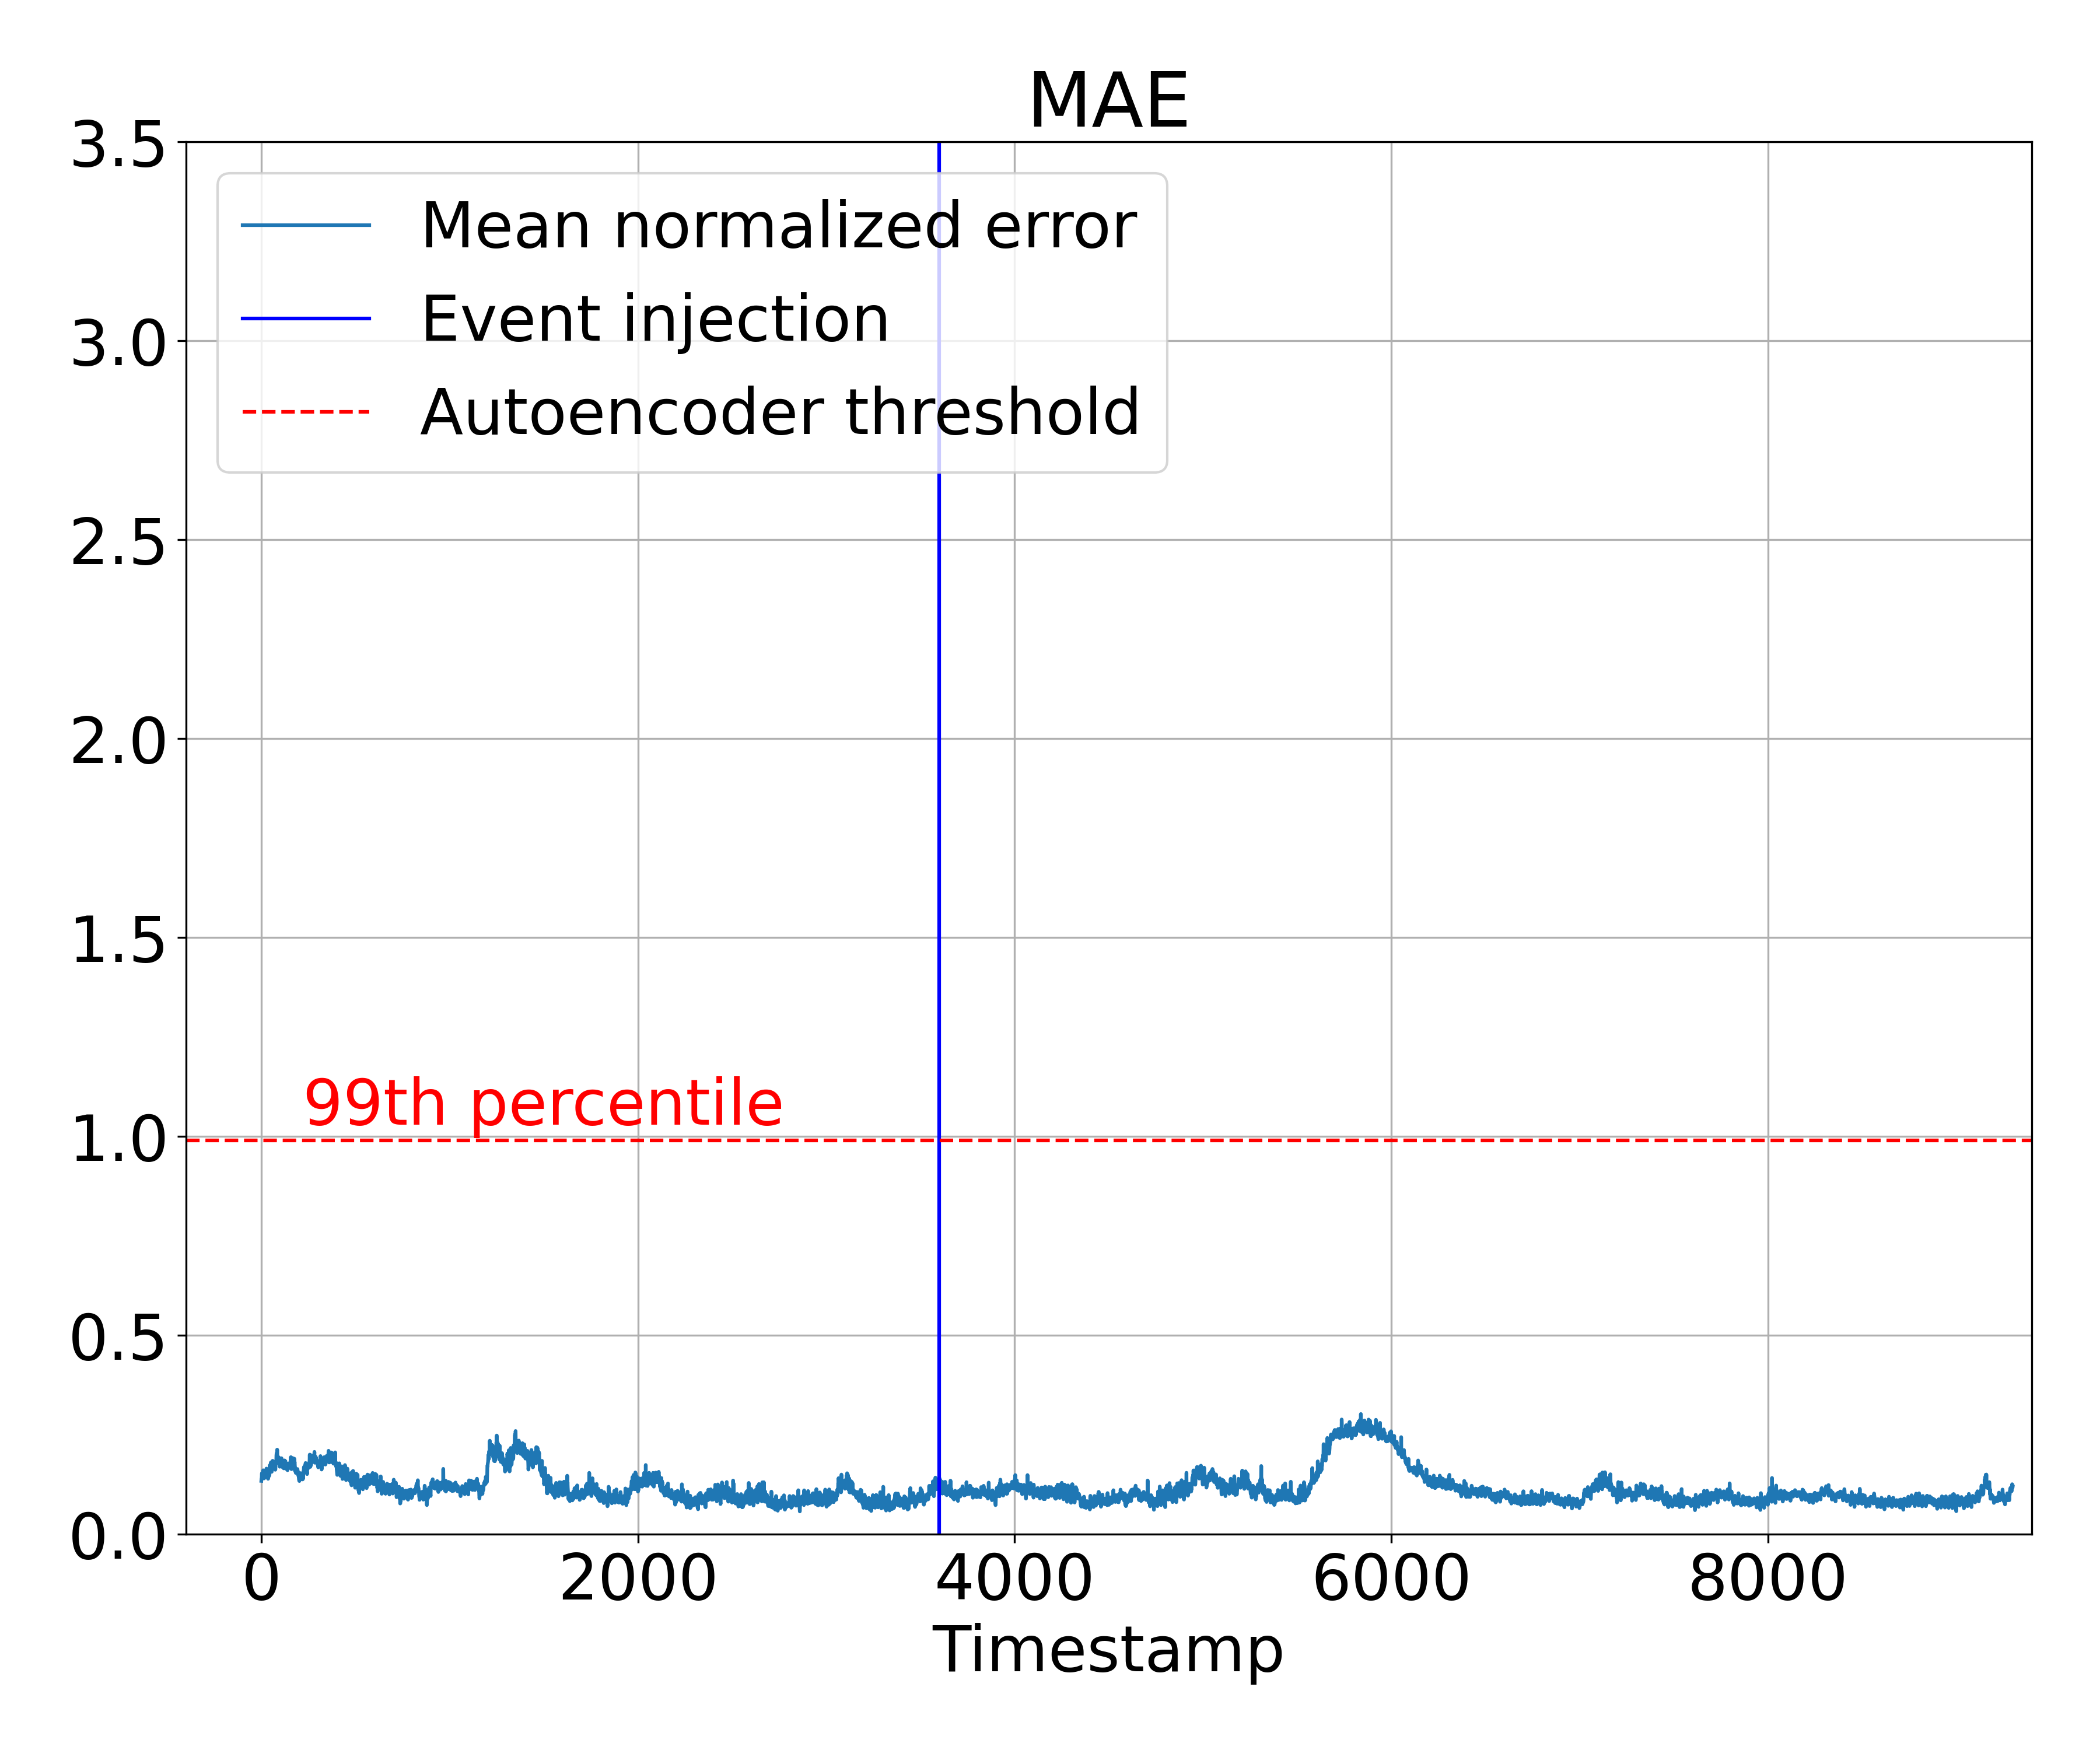 MAE
3.5
3.0
2.5
2.0
1.5
1.0
0.5
0.0
Mean normalized error
Event injection
Autoencoder threshold
99th percentile
0 2000 4000 6000 8000
Timestamp